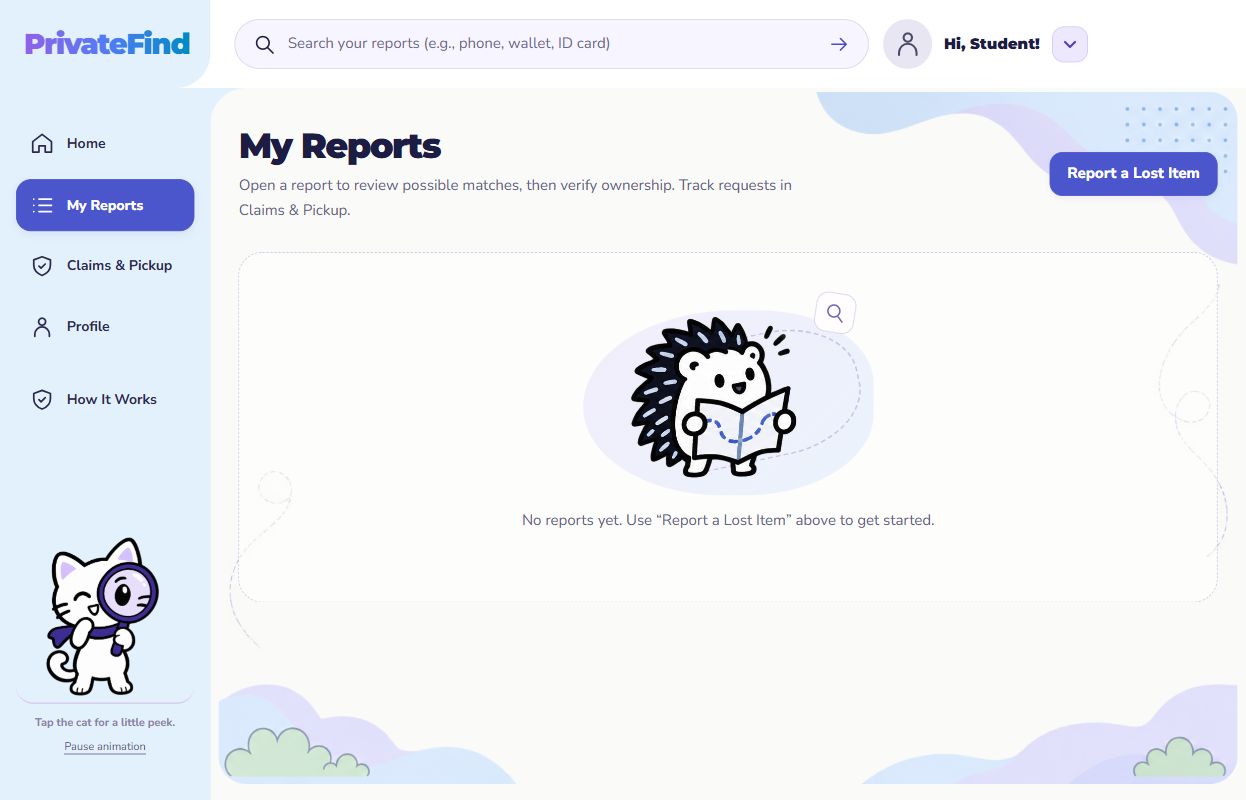 PrivateFind
Search your reports (e.g., phone, wallet, ID card)
Hi, Student!
Home
My Reports
Claims & Pickup
Profile
How It Works
Tap the cat for a little peek.
Pause animation
My Reports
Open a report to review possible matches, then verify ownership. Track requests in
Claims & Pickup.
Report a Lost Item
No reports yet. Use “Report a Lost Item” above to get started.